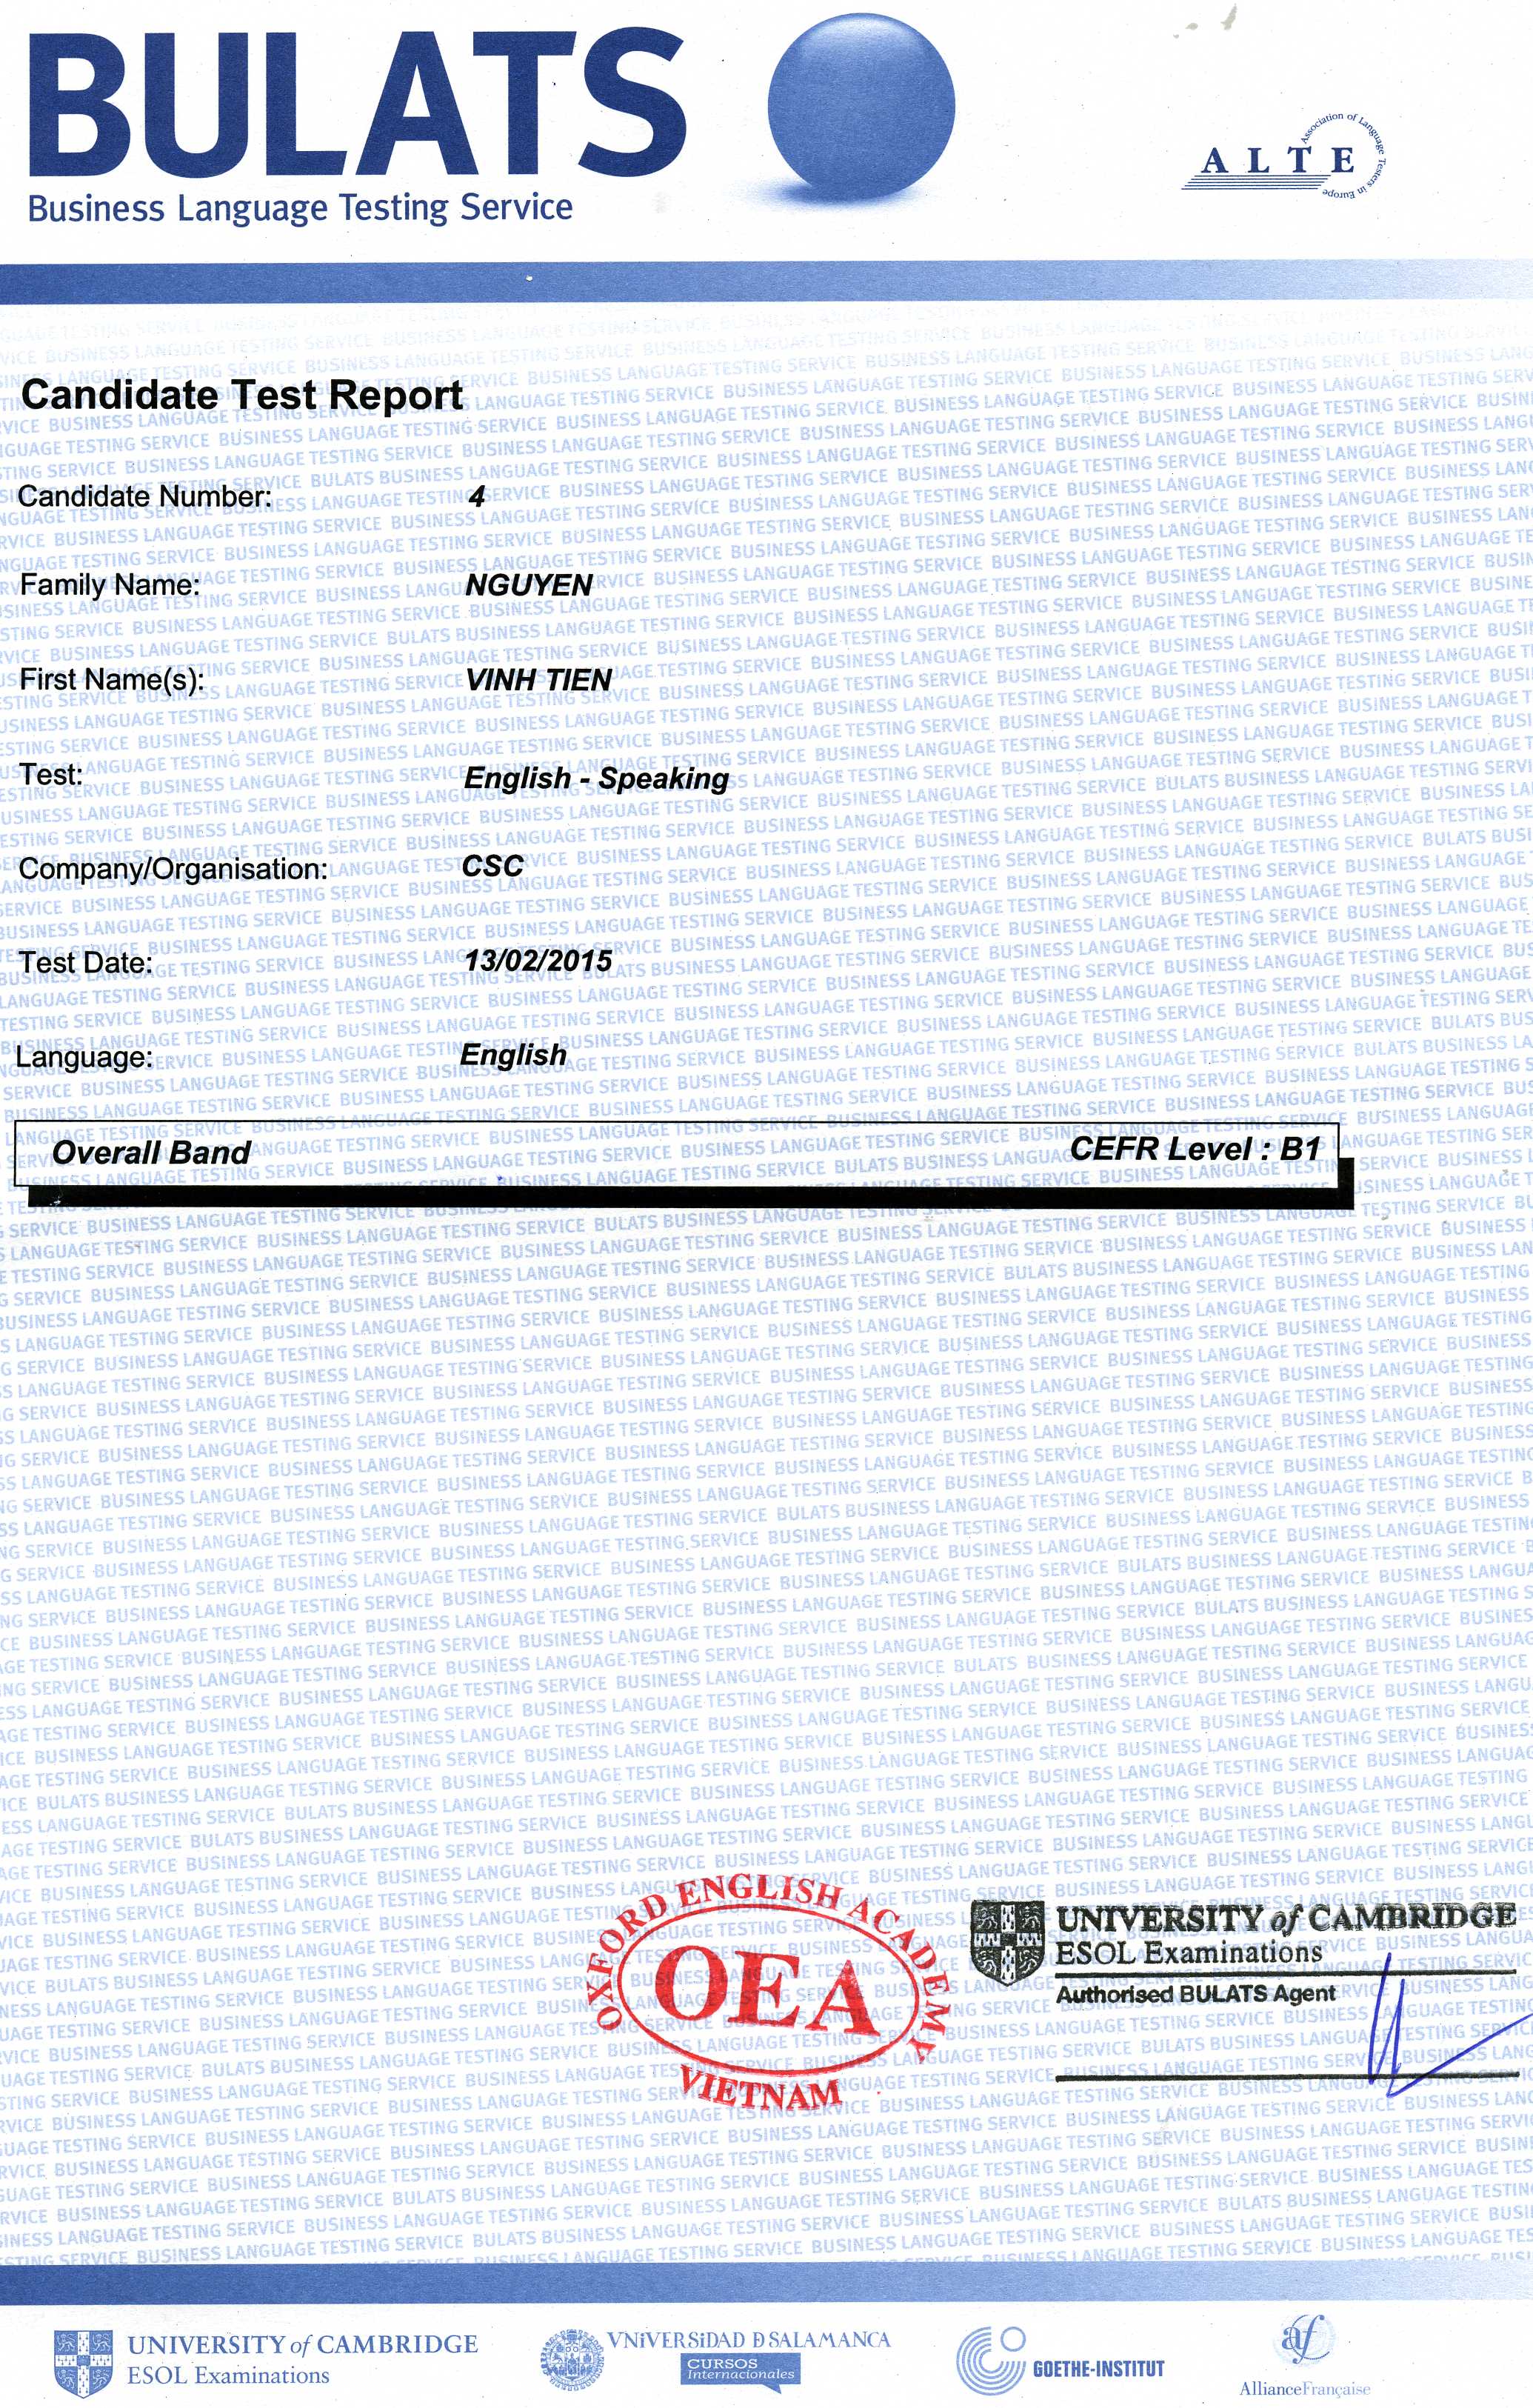 BULATS
Business Language Testing Service
ALTE
Association of Language Testers in Europe
Candidate Test Report
Candidate Number: 4
Family Name: NGUYEN
First Name(s): VINH TIEN
Test: English - Speaking
Company/Organisation: CSC
Test Date: 13/02/2015
Language: English
Overall Band CEFR Level : B1
OXFORD ENGLISH ACADEMY
OEA
VIETNAM
UNIVERSITY of CAMBRIDGE
ESOL Examinations
Authorised BULATS Agent
UNIVERSITY of CAMBRIDGE
ESOL Examinations
VNiVERSiDAD Ð SALAMANCA
CURSOS
Internacionales
GOETHE-INSTITUT
af
AllianceFrançaise